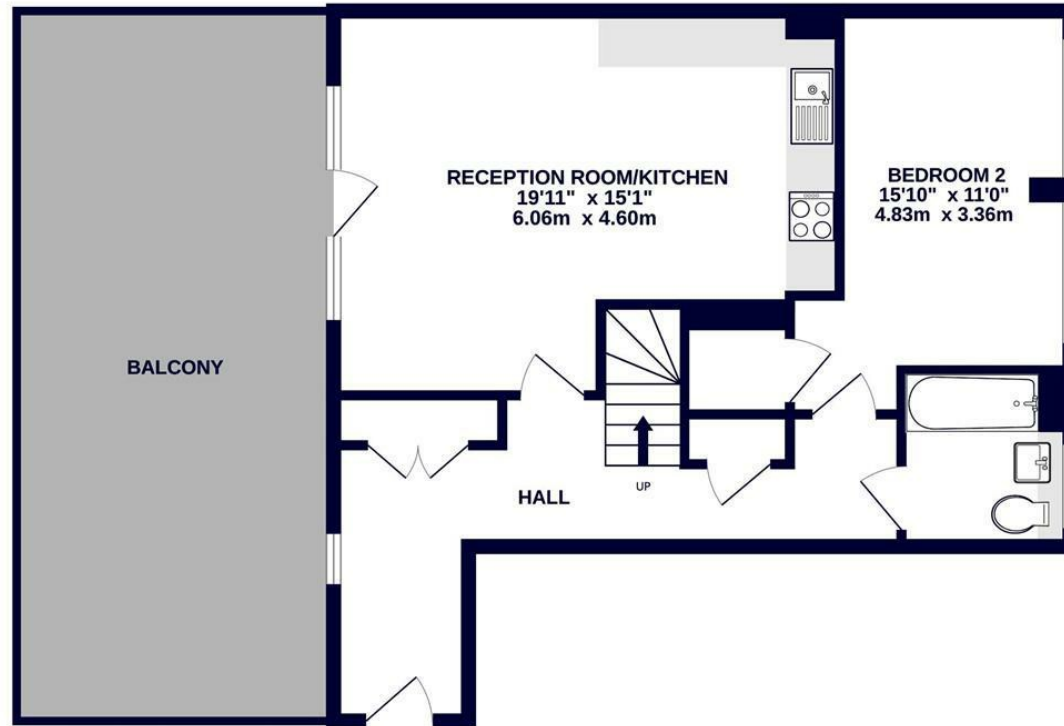 RECEPTION ROOM/KITCHEN
19'11" x 15'1"
6.06m x 4.60m
BEDROOM 2
15'10" x 11'0"
4.83m x 3.36m
BALCONY
HALL
UP